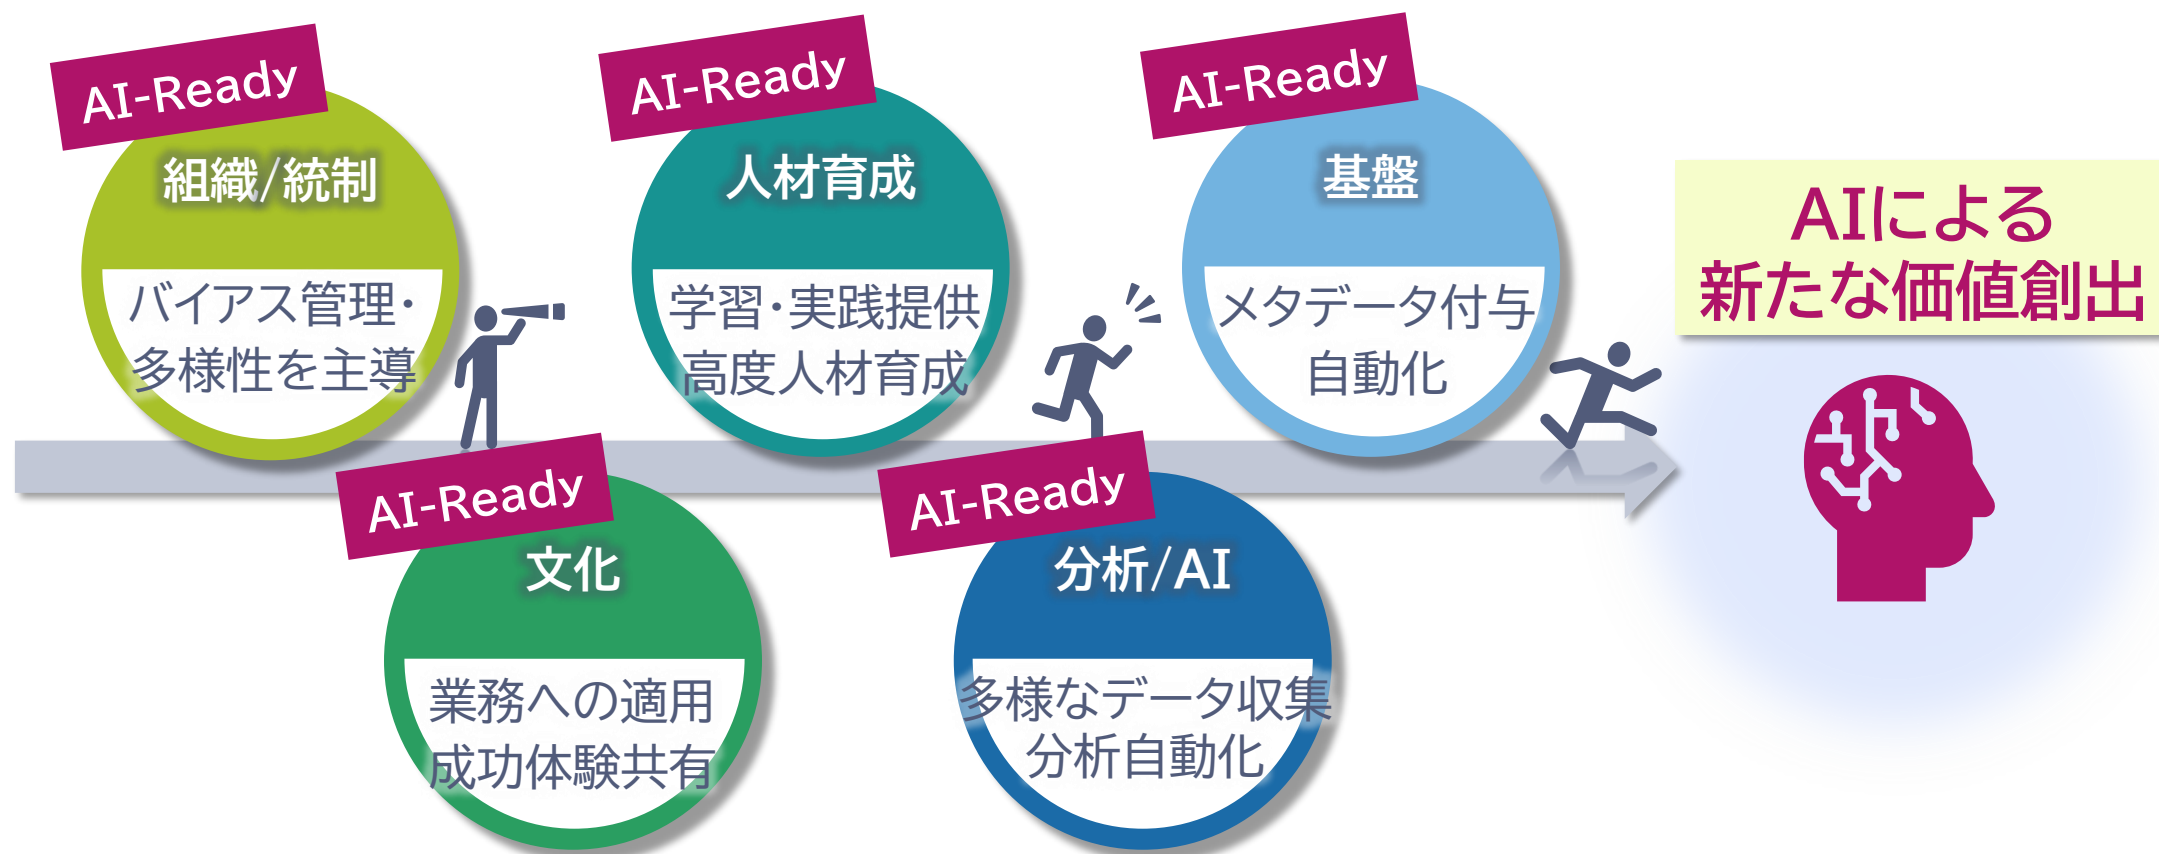 AI-Ready
組織/統制
バイアス管理・
多様性を主導
AI-Ready
文化
業務への適用
成功体験共有
AI-Ready
人材育成
学習・実践提供
高度人材育成
AI-Ready
分析/AI
多様なデータ収集
分析自動化
AI-Ready
基盤
メタデータ付与
自動化
AIによる
新たな価値創出